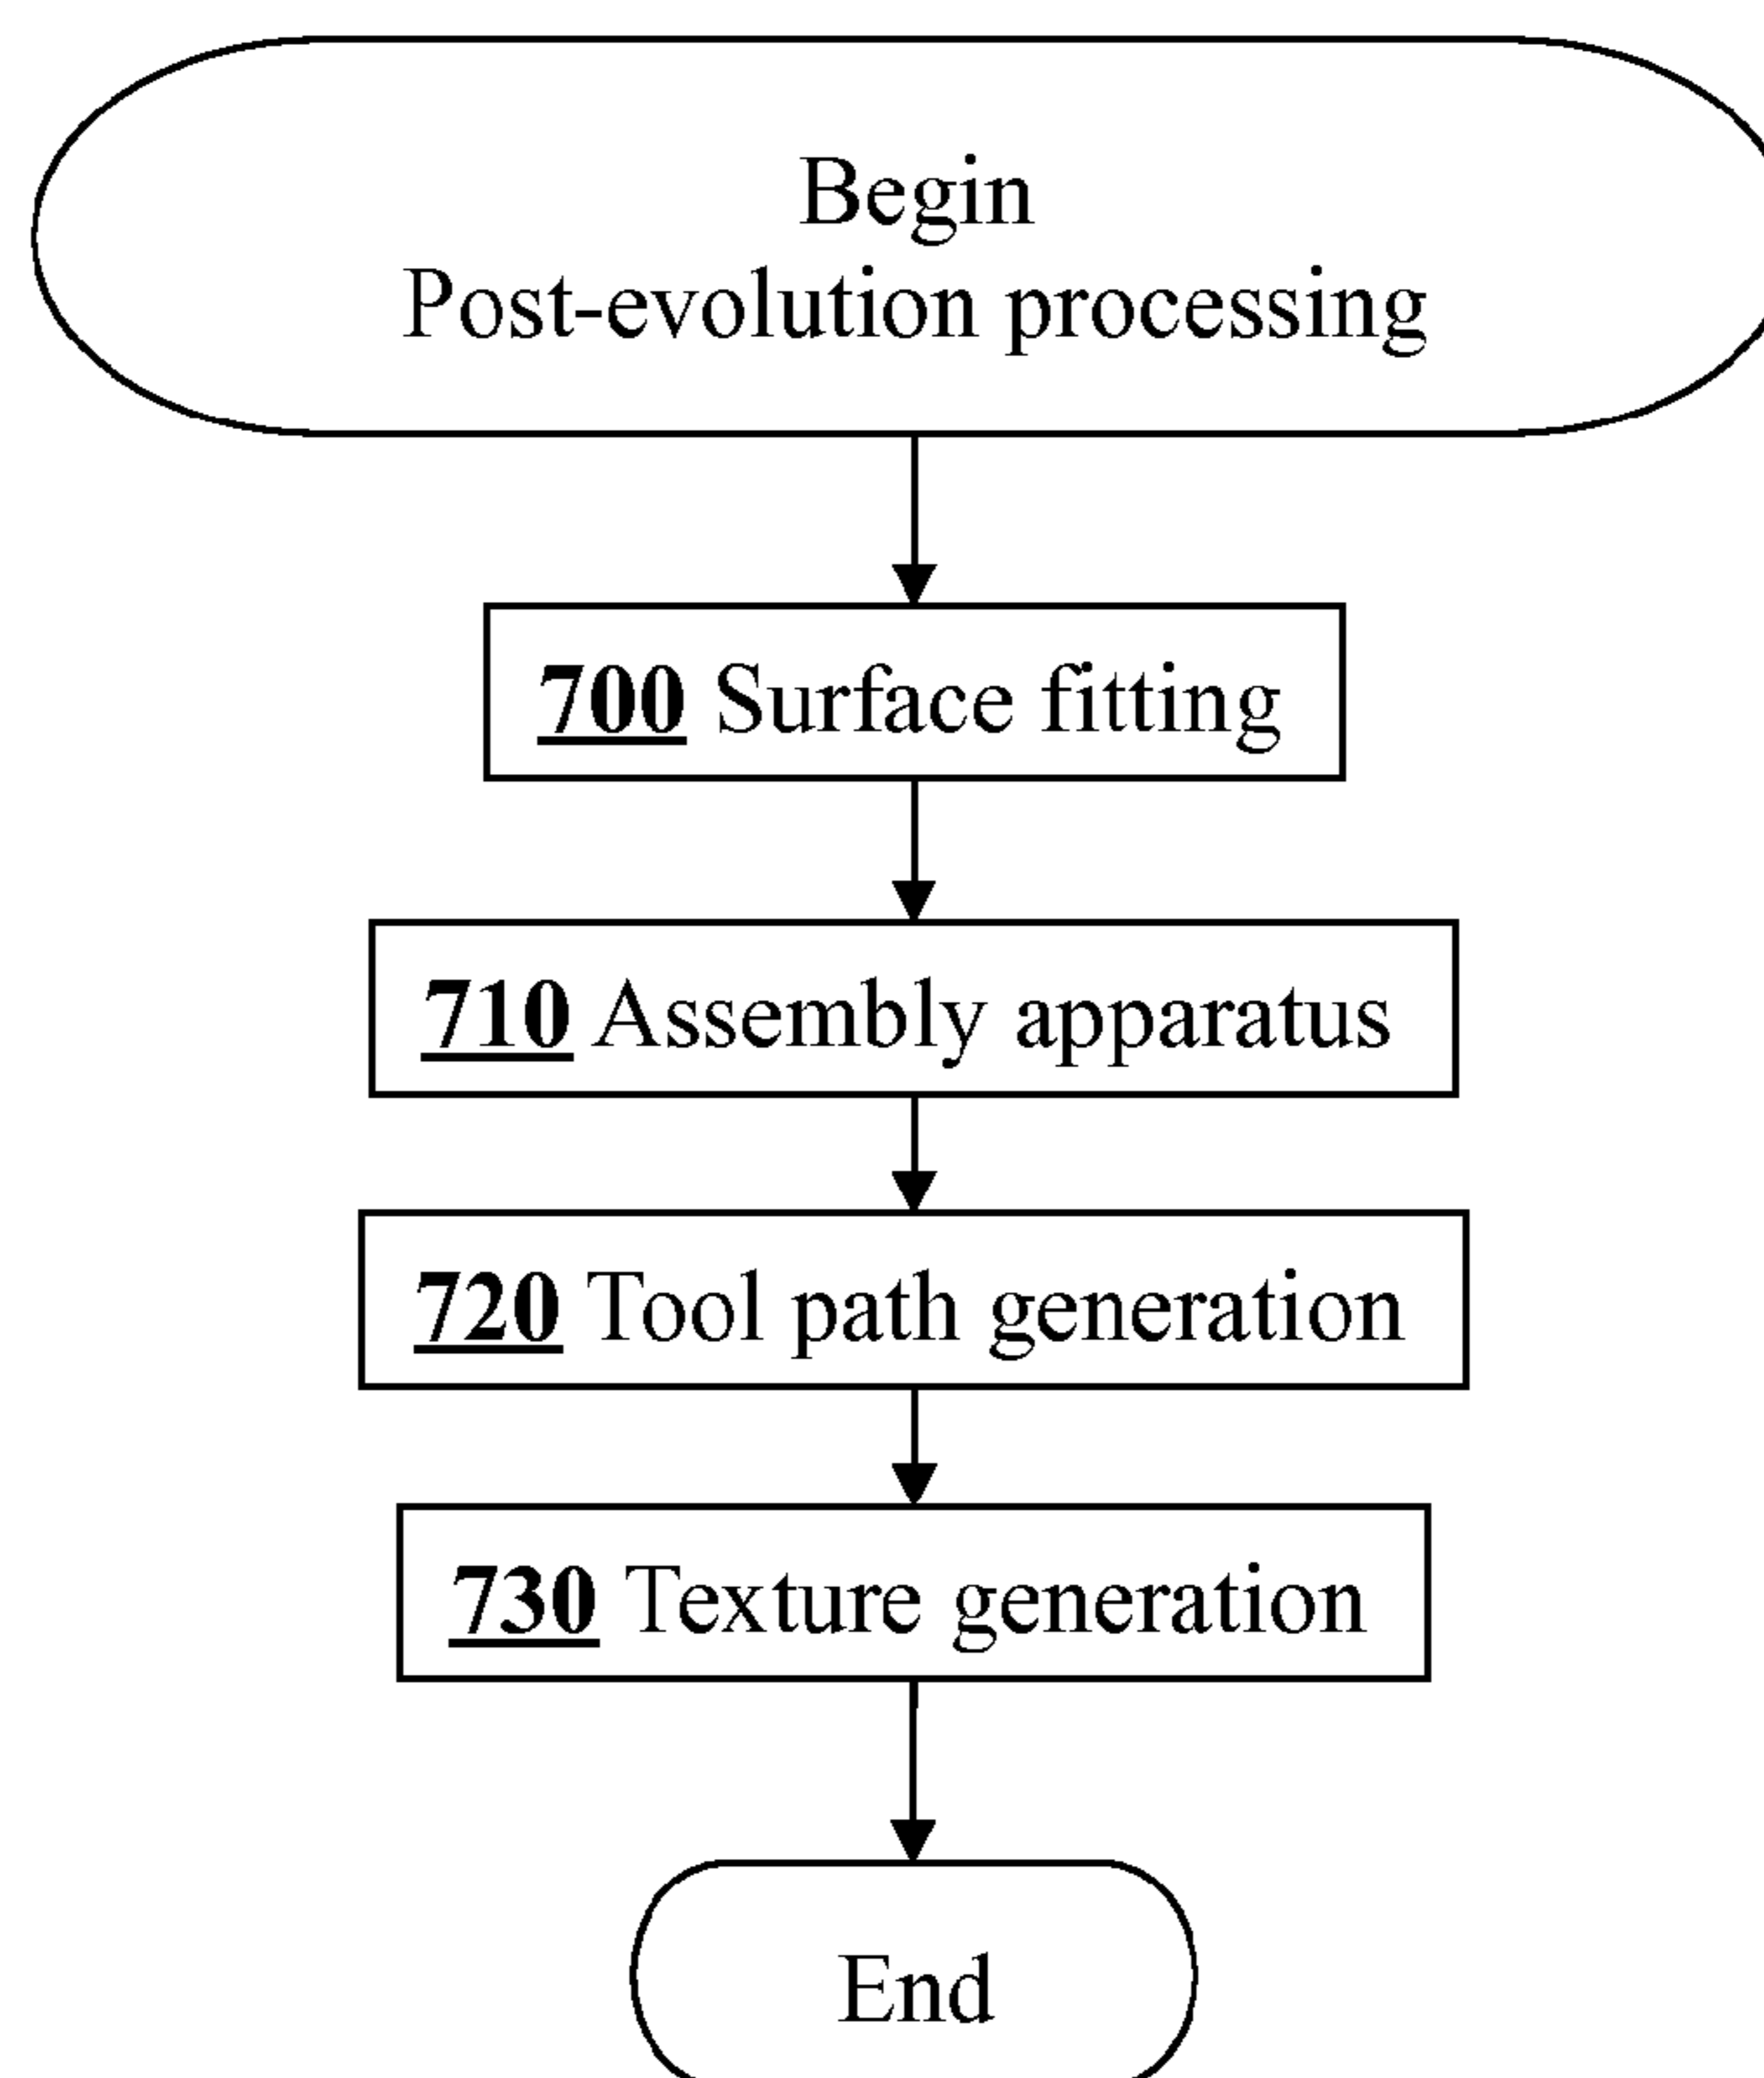 Begin
Post-evolution processing
700 Surface fitting
710 Assembly apparatus
720 Tool path generation
730 Texture generation
End